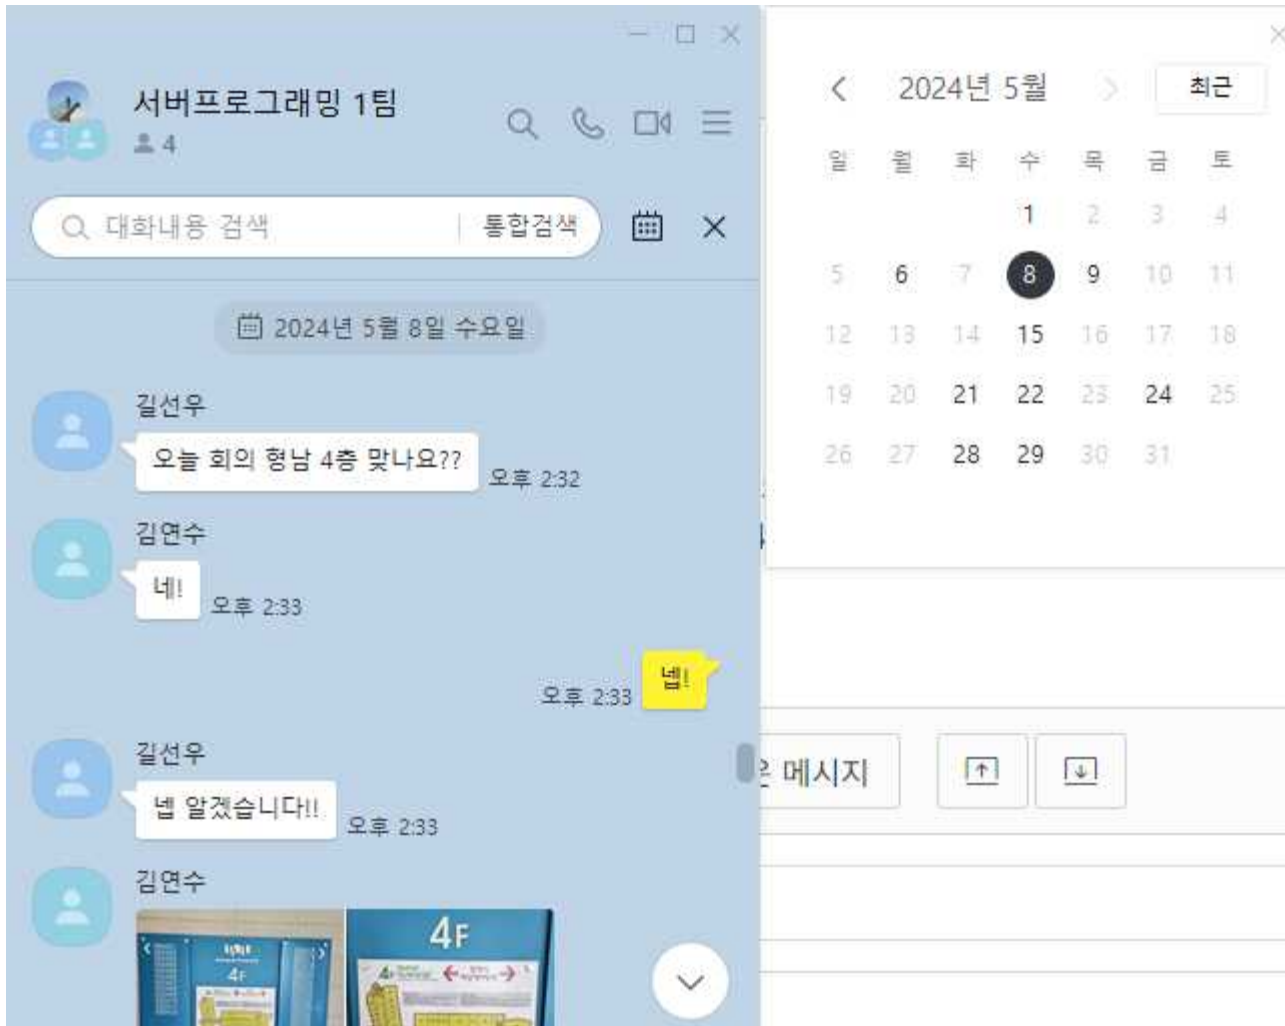 서버프로그래밍 1팀
4
대화내용 검색
통합검색
2024년 5월 8일 수요일
길선우
오늘 회의 형남 4층 맞나요??
오후 2:32
김연수
네!
오후 2:33
넵!
오후 2:33
길선우
넵 알겠습니다!!
오후 2:33
김연수
4F
4F
4F
2024년 5월
최근
일 월 화 수 목 금 토
1 2 3 4
5 6 7 8 9 10 11
12 13 14 15 16 17 18
19 20 21 22 23 24 25
26 27 28 29 30 31
메시지